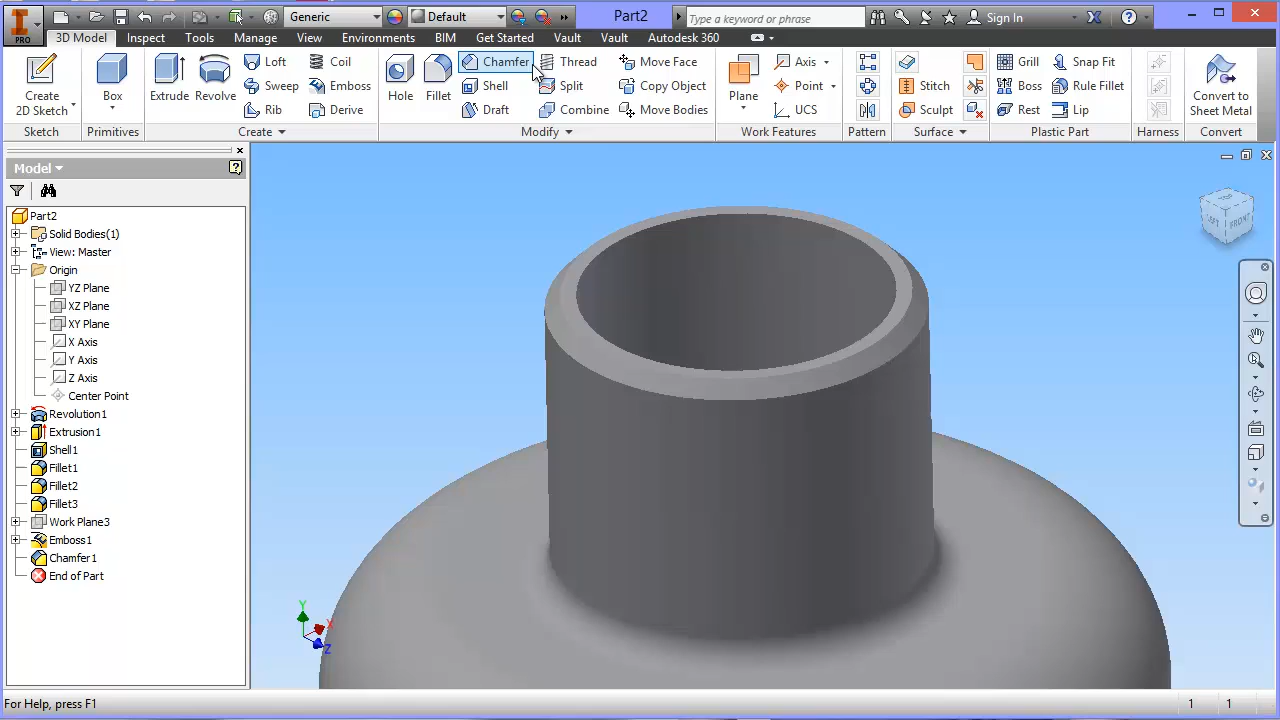 I
PRO
Generic
Default
Part2
Type a keyword or phrase
Sign In
3D Model
Inspect
Tools
Manage
View
Environments
BIM
Get Started
Vault
Vault
Autodesk 360
Create
2D Sketch
Box
Extrude
Revolve
Loft
Sweep
Rib
Coil
Emboss
Derive
Hole
Fillet
Chamfer
Shell
Draft
Thread
Split
Combine
Move Face
Copy Object
Move Bodies
Plane
Axis
Point
UCS
Stitch
Sculpt
Grill
Boss
Rest
Snap Fit
Rule Fillet
Lip
Convert to
Sheet Metal
Sketch
Primitives
Create
Modify
Work Features
Pattern
Surface
Plastic Part
Harness
Convert
Model
Part2
Solid Bodies(1)
View: Master
Origin
YZ Plane
XZ Plane
XY Plane
X Axis
Y Axis
Z Axis
Center Point
Revolution1
Extrusion1
Shell1
Fillet1
Fillet2
Fillet3
Work Plane3
Emboss1
Chamfer1
End of Part
LEFT
FRONT
Y
X
Z
For Help, press F1
1
1